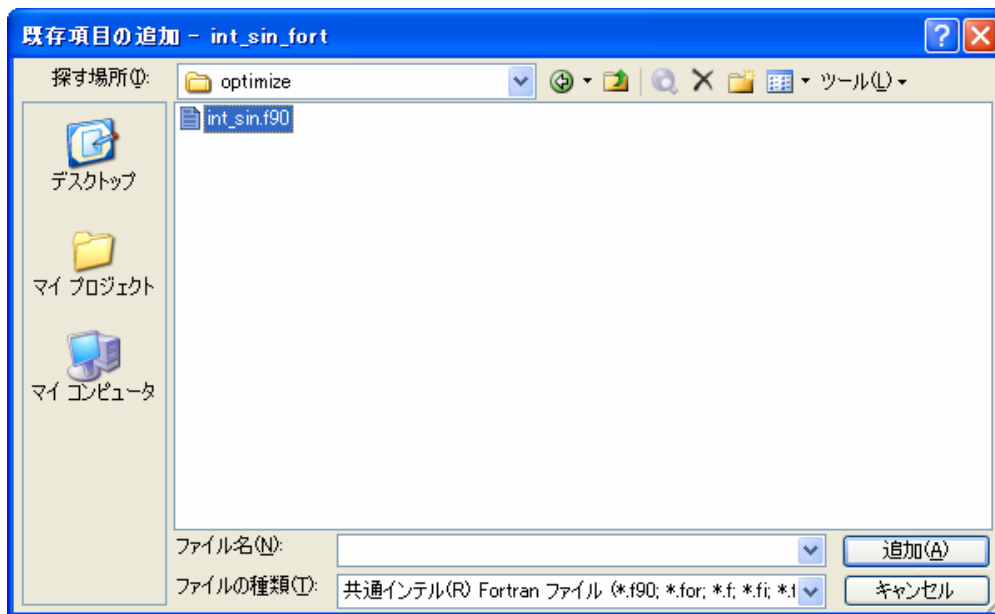 既存項目の追加 - int_sin_fort
探す場所(I):
optimize
ツール(L)
int_sin.f90
デスクトップ
マイ プロジェクト
マイ コンピュータ
ファイル名(N):
追加(A)
ファイルの種類(T):
共通インテル(R) Fortran ファイル (*.f90; *.for; *.f; *.fi; *.f
キャンセル